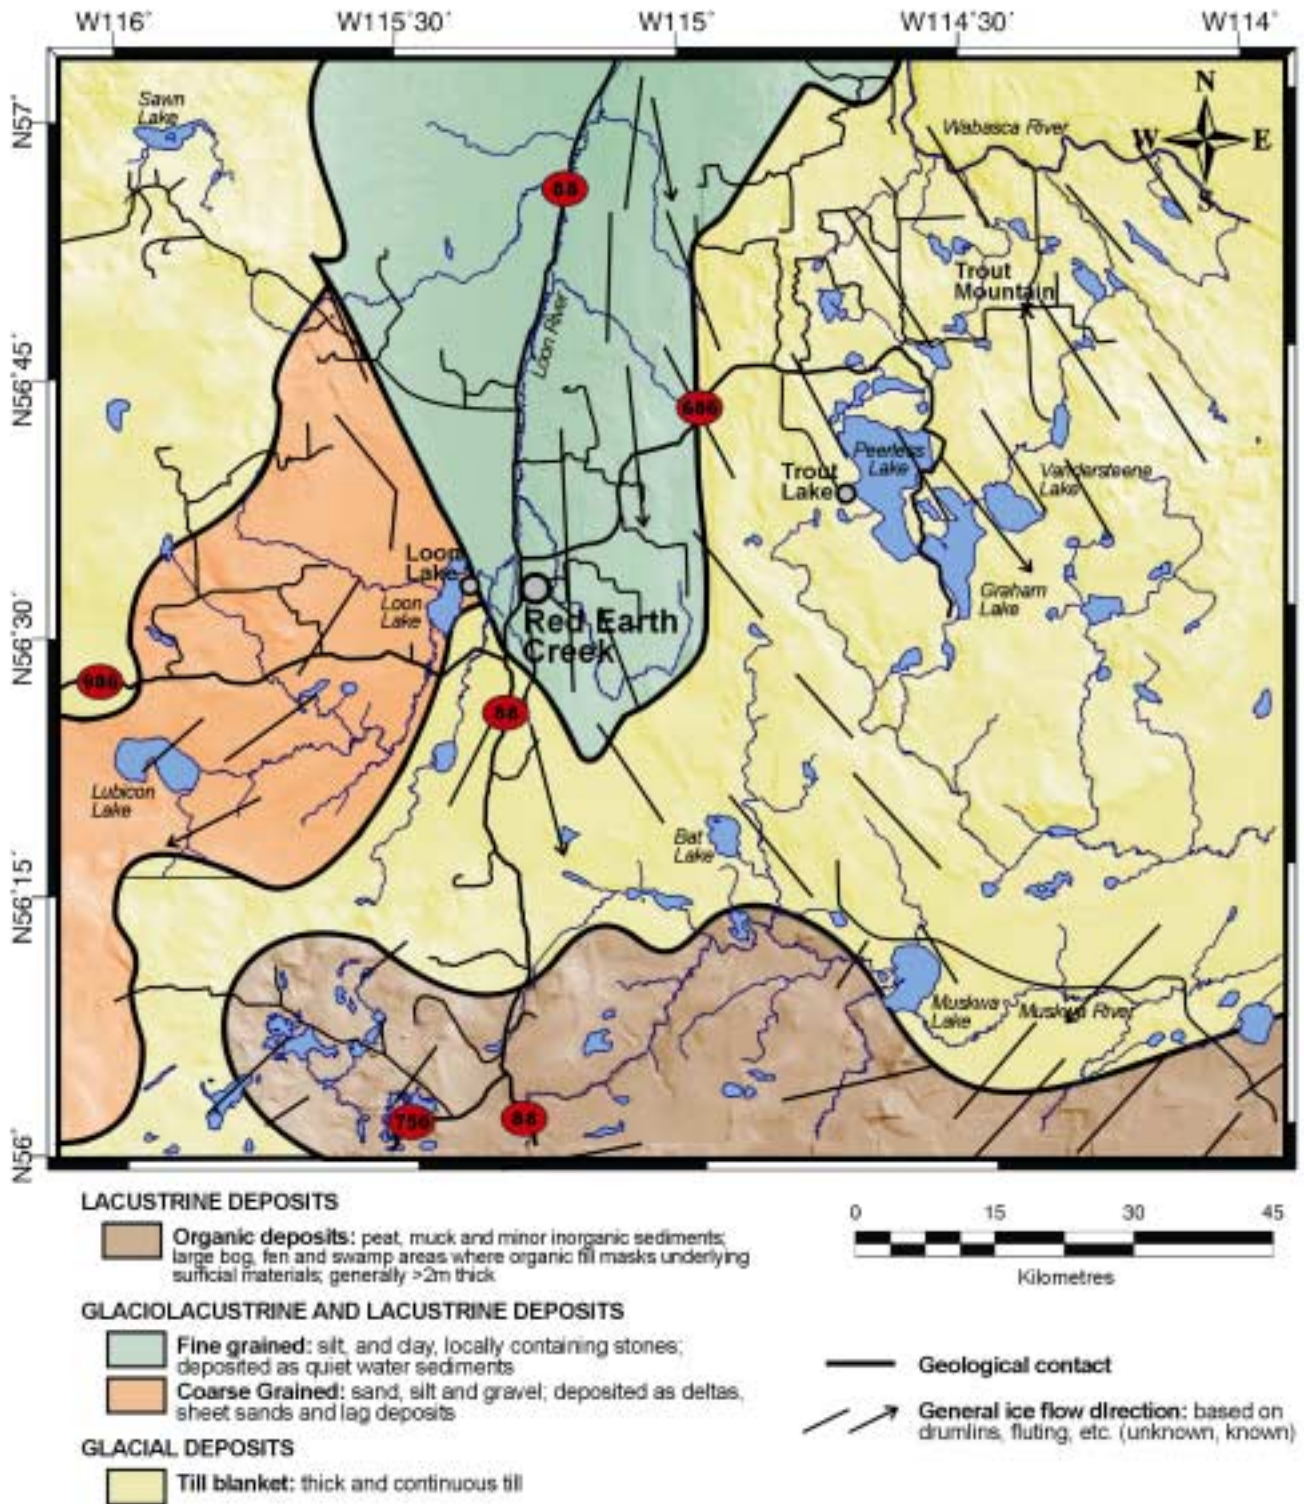 W116°
W115°30'
W115°
W114°30'
W114°
N57°
N56°45'
N56°30'
N56°15'
N56°
Sawn
Lake
Wabasca River
N
W
E
S
88
Trout
Mountain
Loon River
686
Peerless
Lake
Trout
Lake
Vandersteene
Lake
Loon
Lake
Loon
Lake
Graham
Lake
Red Earth
Creek
986
88
Lubicon
Lake
Bat
Lake
Muskwa
Lake
Muskwa River
756
88
LACUSTRINE DEPOSITS
Organic deposits: peat, muck and minor inorganic sediments;
large bog, fen and swamp areas where organic fill masks underlying
surficial materials; generally >2m thick
0 15 30 45
Kilometres
GLACIOLACUSTRINE AND LACUSTRINE DEPOSITS
Fine grained: silt, and clay, locally containing stones;
deposited as quiet water sediments
Coarse Grained: sand, silt and gravel; deposited as deltas,
sheet sands and lag deposits
Geological contact
General ice flow direction: based on
drumlins, fluting, etc. (unknown, known)
GLACIAL DEPOSITS
Till blanket: thick and continuous till